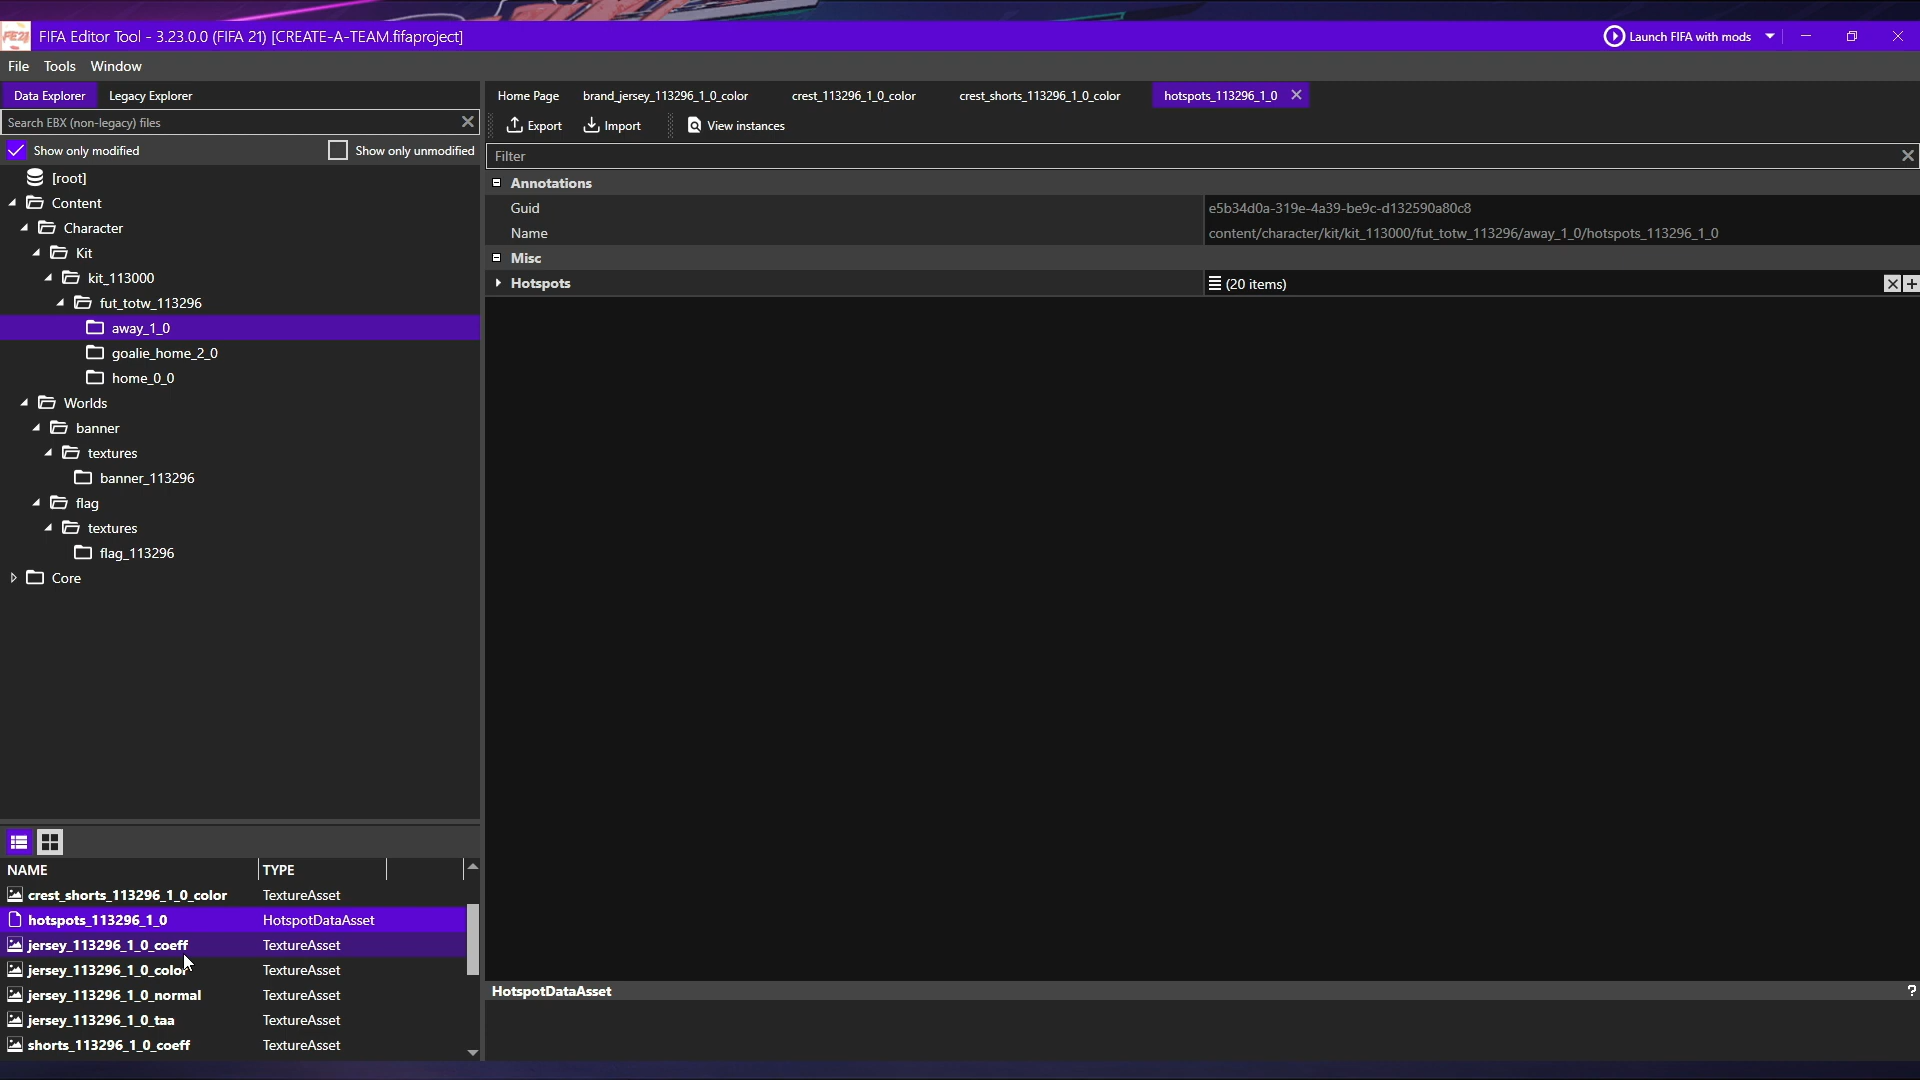 FE21 FIFA Editor Tool - 3.23.0.0 (FIFA 21) [CREATE-A-TEAM.fifaproject] Launch FIFA with mods
File Tools Window
Data Explorer Legacy Explorer
Search EBX (non-legacy) files
Show only modified Show only unmodified
[root]
Content
Character
Kit
kit_113000
fut_totw_113296
away_1_0
goalie_home_2_0
home_0_0
Worlds
banner
textures
banner_113296
flag
textures
flag_113296
Core
NAME TYPE
crest_shorts_113296_1_0_color TextureAsset
hotspots_113296_1_0 HotspotDataAsset
jersey_113296_1_0_coeff TextureAsset
jersey_113296_1_0_color TextureAsset
jersey_113296_1_0_normal TextureAsset
jersey_113296_1_0_taa TextureAsset
shorts_113296_1_0_coeff TextureAsset
Home Page brand_jersey_113296_1_0_color crest_113296_1_0_color crest_shorts_113296_1_0_color hotspots_113296_1_0
Export Import View instances
Filter
Annotations
Guid e5b34d0a-319e-4a39-be9c-d132590a80c8
Name content/character/kit/kit_113000/fut_totw_113296/away_1_0/hotspots_113296_1_0
Misc
Hotspots (20 items)
HotspotDataAsset ?